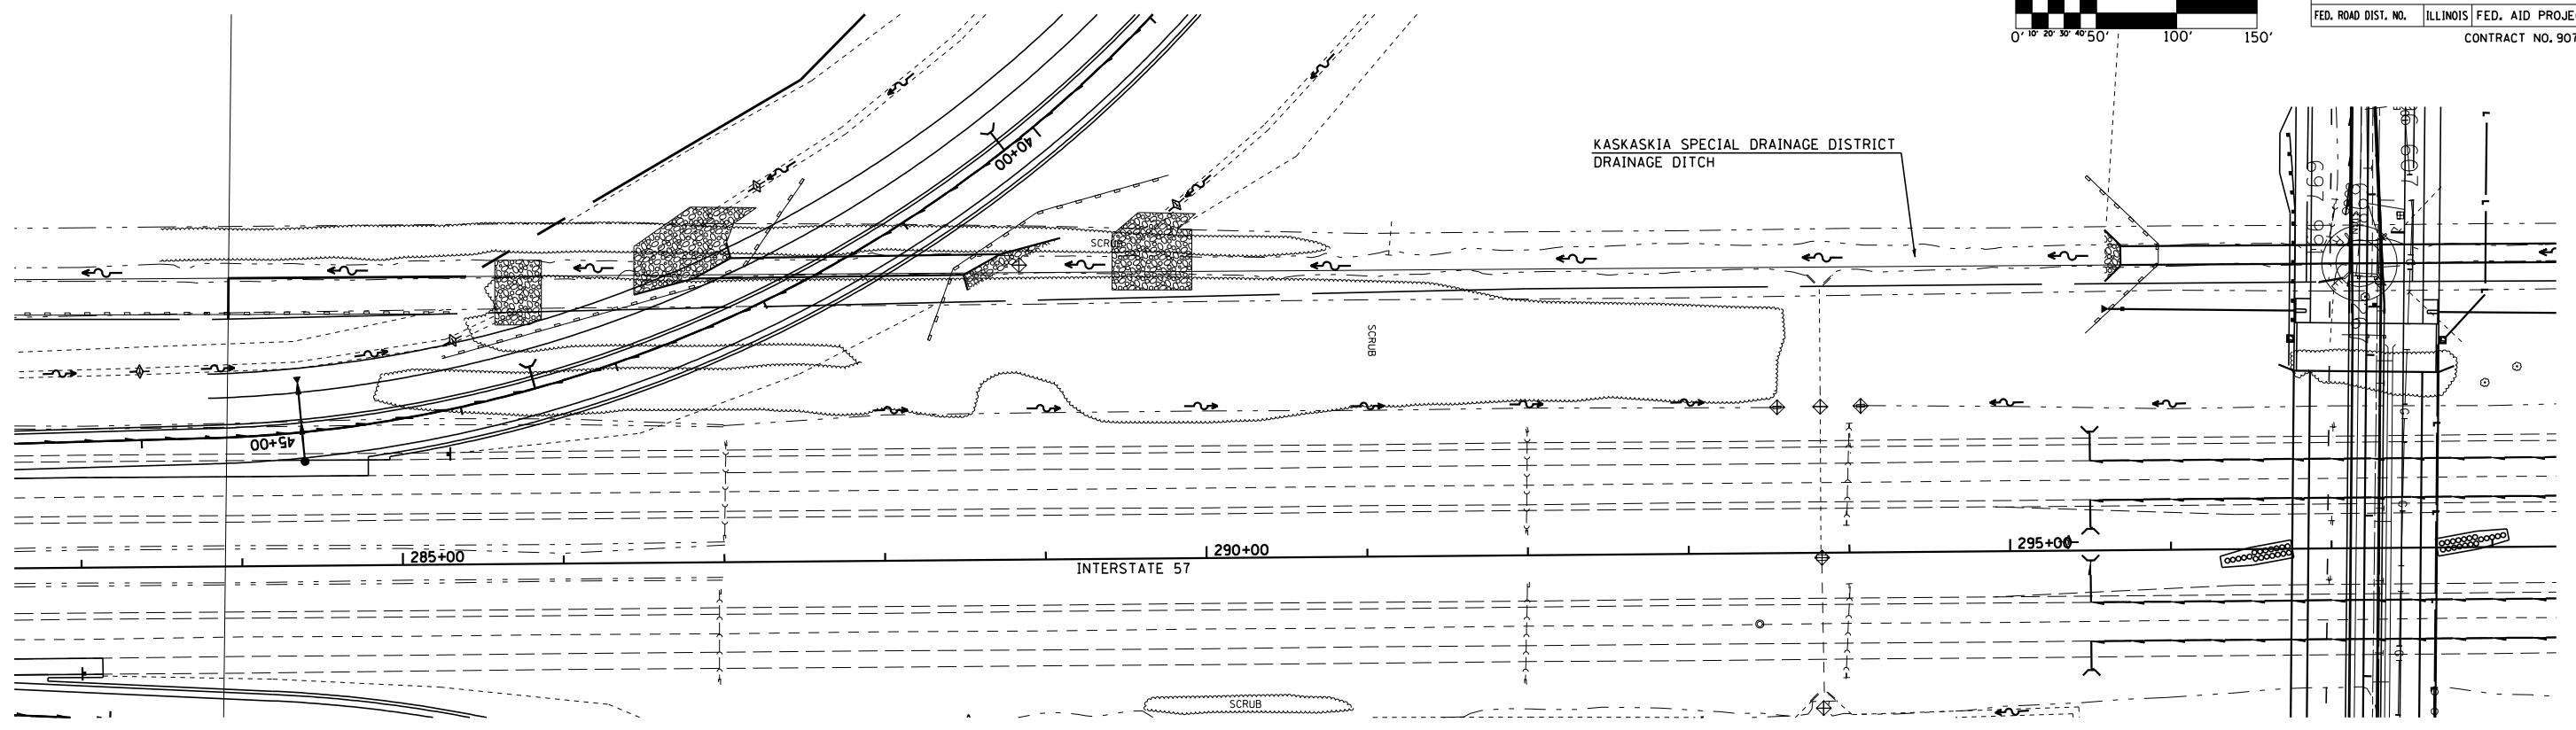 FED. ROAD DIST. NO. ILLINOIS FED. AID PROJE
0' 10' 20' 30' 40' 50' 100' 150'
CONTRACT NO. 907
KASKASKIA SPECIAL DRAINAGE DISTRICT
DRAINAGE DITCH
40+00
SCRUB
SCRUB
45+00
285+00
290+00
295+00
INTERSTATE 57
SCRUB